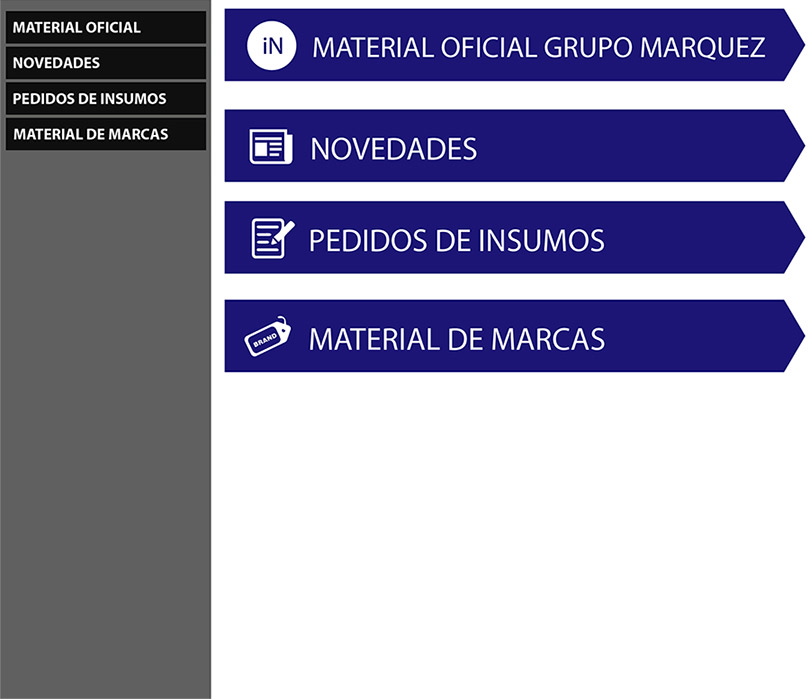 MATERIAL OFICIAL
NOVEDADES
PEDIDOS DE INSUMOS
MATERIAL DE MARCAS
iN MATERIAL OFICIAL GRUPO MARQUEZ
NOVEDADES
PEDIDOS DE INSUMOS
BRAND MATERIAL DE MARCAS